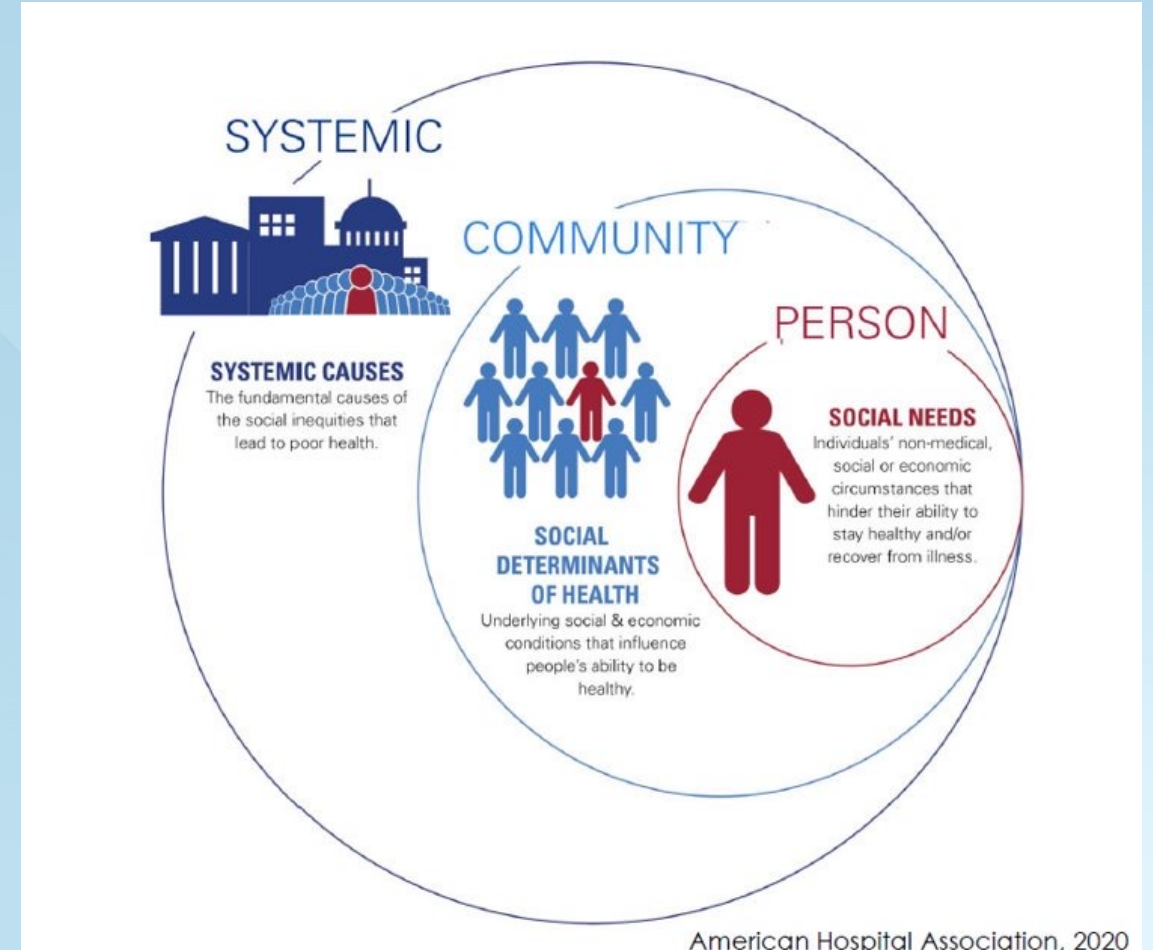 SYSTEMIC
SYSTEMIC CAUSES
The fundamental causes of
the social inequities that
lead to poor health.
COMMUNITY
SOCIAL
DETERMINANTS
OF HEALTH
Underlying social & economic
conditions that influence
people's ability to be
healthy.
PERSON
SOCIAL NEEDS
Individuals' non-medical,
social or economic
circumstances that
hinder their ability to
stay healthy and/or
recover from illness.
American Hospital Association, 2020